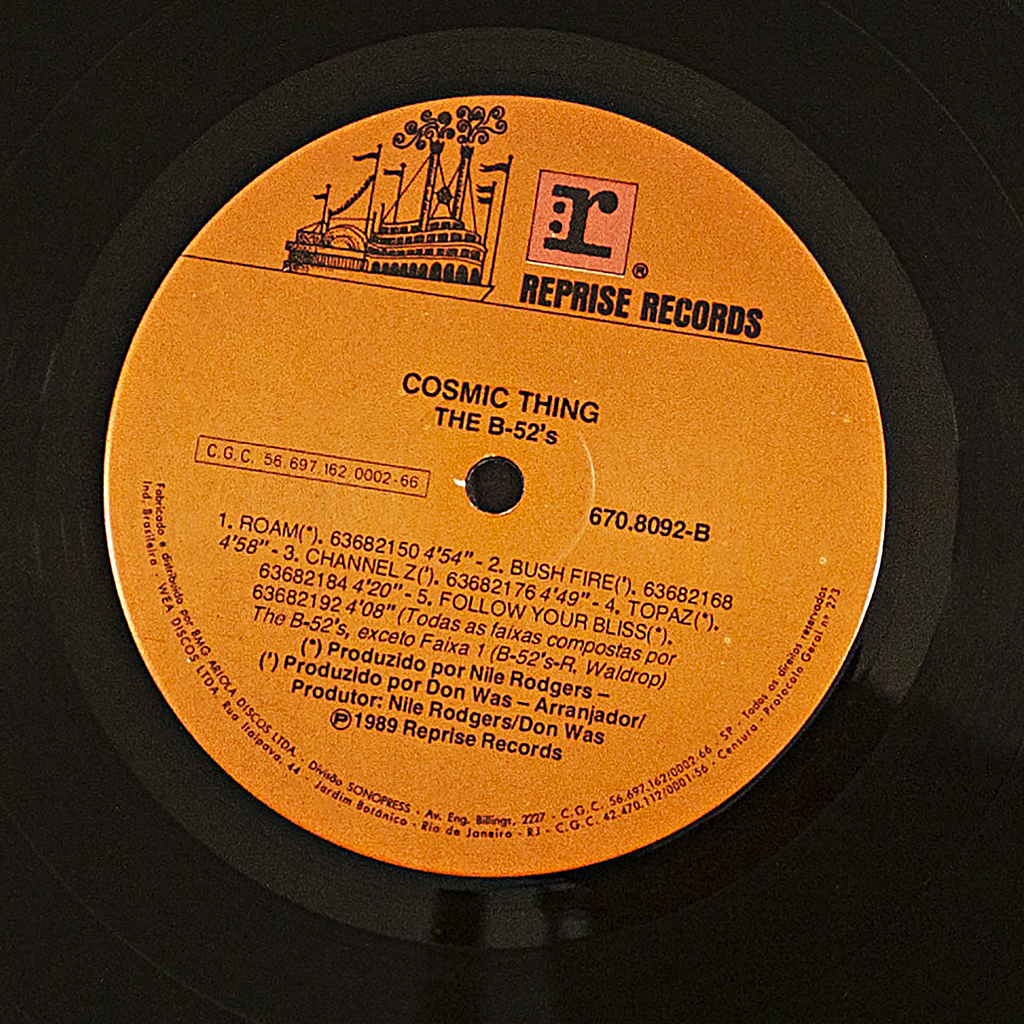 r
®
REPRISE RECORDS
COSMIC THING
THE B-52's
C.G.C. 56.697.162/0002-66
670.8092-B
1. ROAM(*). 63682150 4'54" - 2. BUSH FIRE('). 63682168
4'58" - 3. CHANNEL Z('). 63682176 4'49" - 4. TOPAZ(*).
63682184 4'20" - 5. FOLLOW YOUR BLISS(*).
63682192 4'08" (Todas as faixas compostas por
The B-52's, exceto Faixa 1 (B-52's-R. Waldrop)
(*) Produzido por Nile Rodgers –
(') Produzido por Don Was – Arranjador/
Produtor: Nile Rodgers/Don Was
℗1989 Reprise Records
Fabricado e distribuido por BMG ARIOLA DISCOS LTDA. Divisão SONOPRESS - Av. Eng. Billings, 2227 - C.G.C. 56.697.162/0002-66 SP - Todos os direitos reservados
Ind. Brasileira - WEA DISCOS LTDA. Rua Itaipava, 44 - Jardim Botânico - Rio de Janeiro - RJ - C.G.C. 42.470.112/0001-56 - Censura - Protocolo Geral nº 273